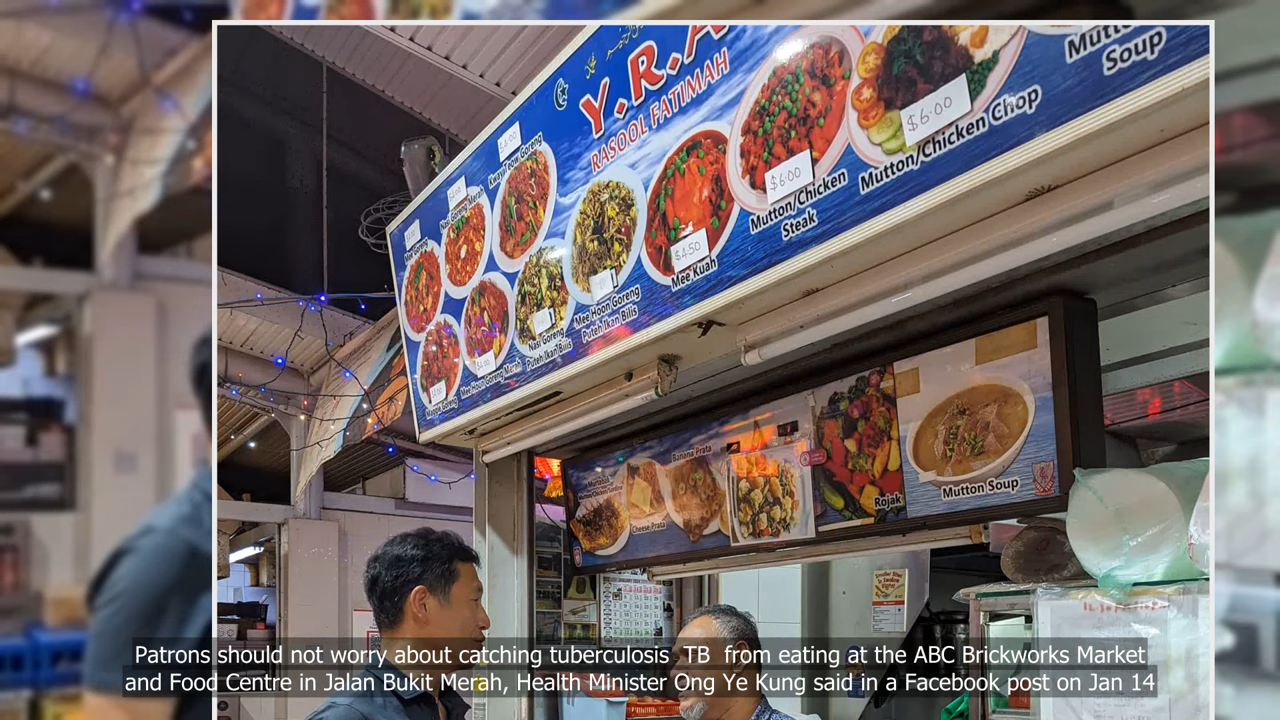 Y.R.A
RASOOL FATIMAH
Mutton
Soup
$6.00
Mutton/Chicken Chop
$6.00
Mutton/Chicken
Steak
$4.50
Mee Kuah
Mee Hoon Goreng
Puteh Ikan Bilis
Nasi Goreng
Puteh Ikan Bilis
Kway Teow Goreng
Nasi Goreng Merah
Mee Goreng
Mee Hoon Goreng Merah
Maggi Goreng
Banana Prata
Murtabak
Cheese Prata
Rojak
Mutton Soup
Patrons should not worry about catching tuberculosis TB from eating at the ABC Brickworks Market
and Food Centre in Jalan Bukit Merah, Health Minister Ong Ye Kung said in a Facebook post on Jan 14